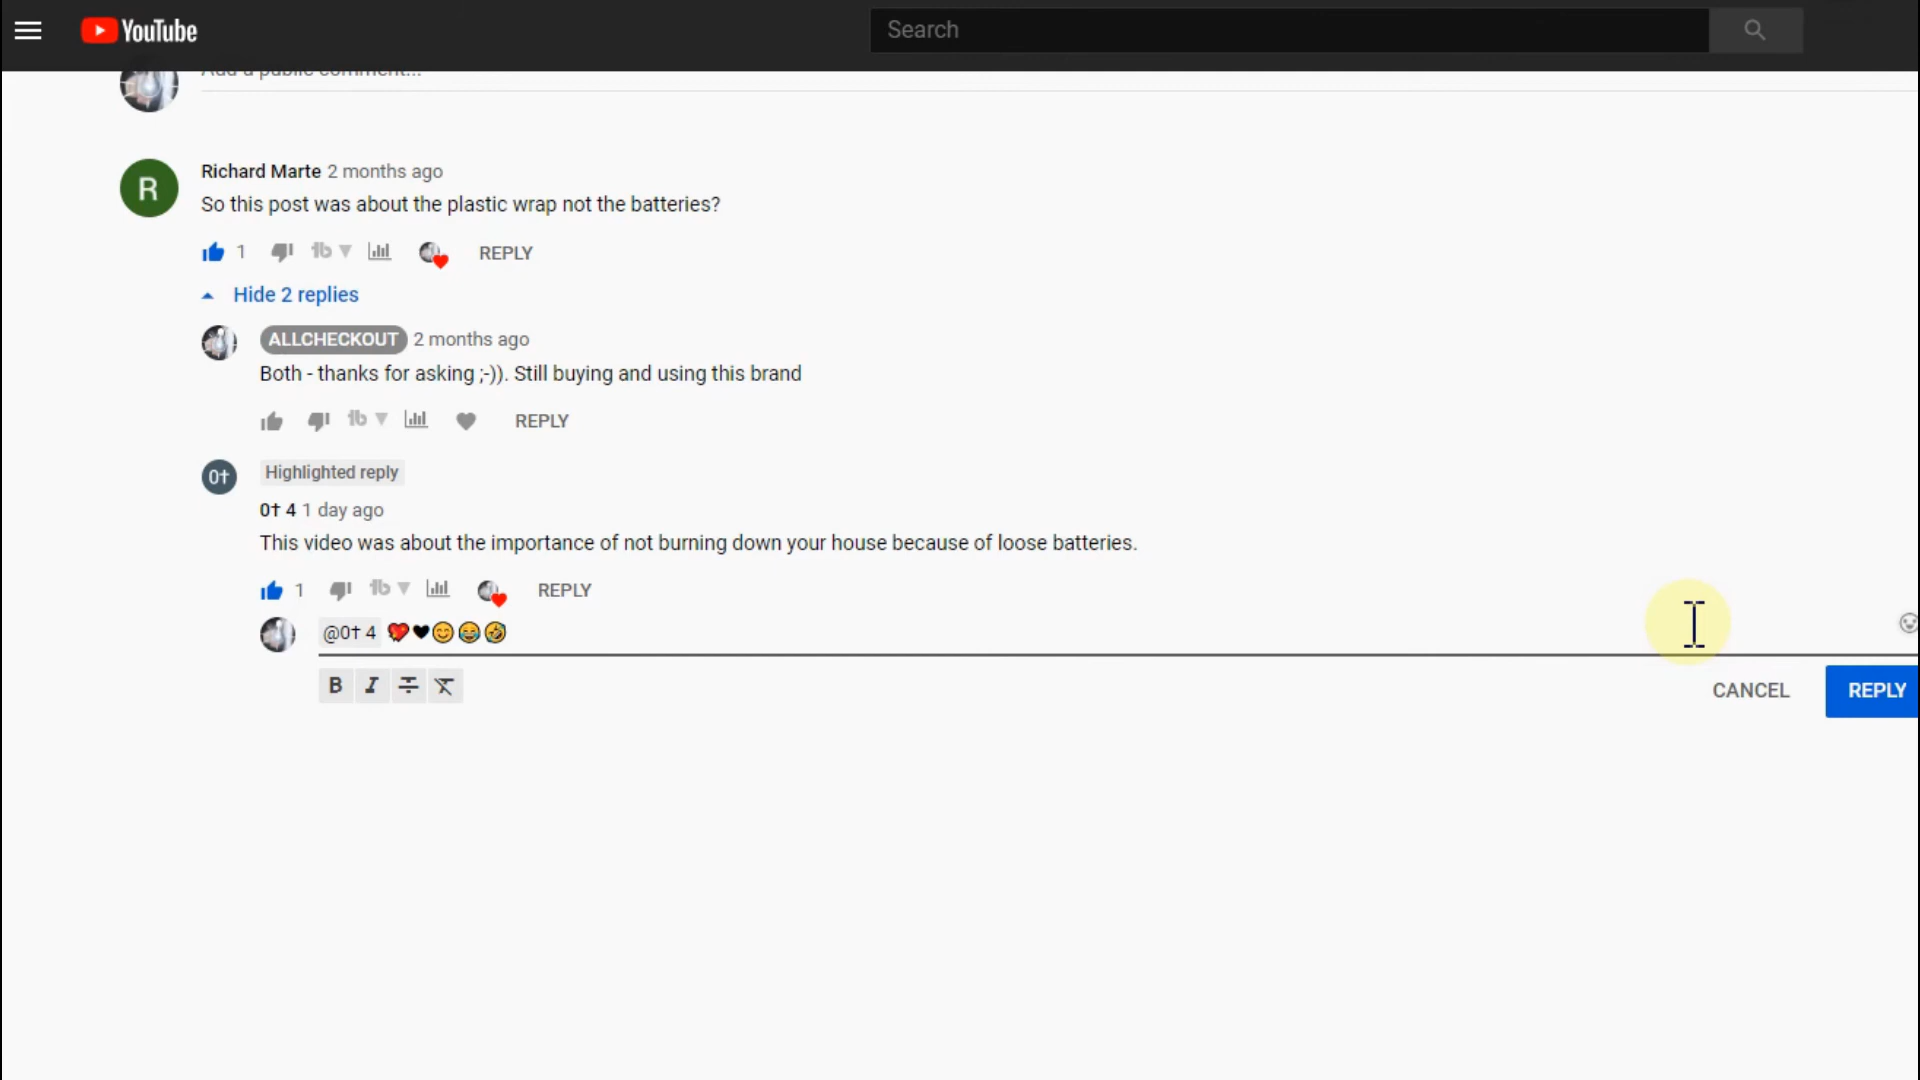 YouTube
Search
Add a public comment...
R
Richard Marte 2 months ago
So this post was about the plastic wrap not the batteries?
1 REPLY
Hide 2 replies
ALLCHECKOUT 2 months ago
Both - thanks for asking ;-)). Still buying and using this brand
REPLY
0† Highlighted reply
0† 4 1 day ago
This video was about the importance of not burning down your house because of loose batteries.
1 REPLY
@0† 4 💖🖤😊😂🤣
B I
CANCEL REPLY